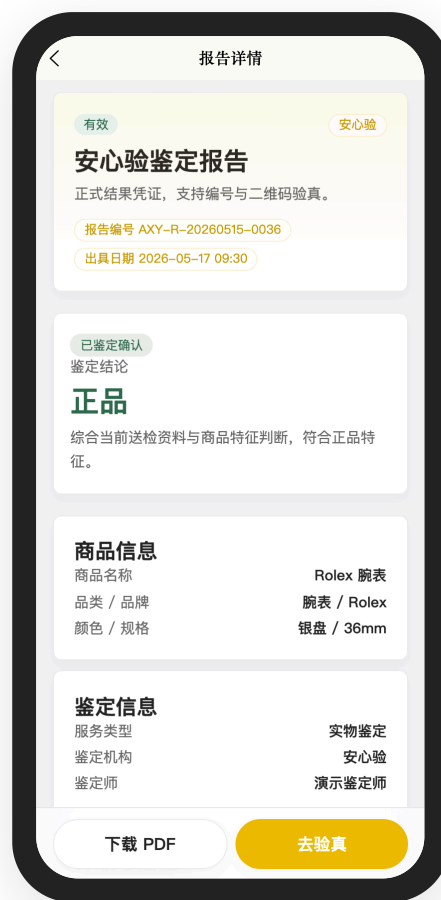 报告详情
有效
安心验
安心验鉴定报告
正式结果凭证，支持编号与二维码验真。
报告编号 AXY-R-20260515-0036
出具日期 2026-05-17 09:30
已鉴定确认
鉴定结论
正品
综合当前送检资料与商品特征判断，符合正品特
征。
商品信息
商品名称 Rolex 腕表
品类 / 品牌 腕表 / Rolex
颜色 / 规格 银盘 / 36mm
鉴定信息
服务类型 实物鉴定
鉴定机构 安心验
鉴定师 演示鉴定师
下载 PDF 去验真